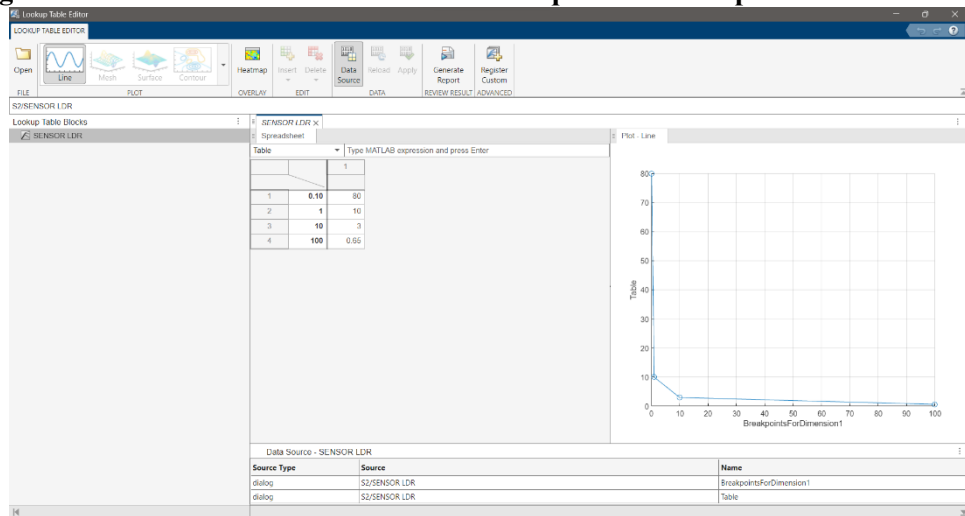 Lookup Table Editor
LOOKUP TABLE EDITOR
Open
Line
Mesh
Surface
Contour
Heatmap
Insert
Delete
Data Source
Reload
Apply
Generate Report
Register Custom
FILE
PLOT
OVERLAY
EDIT
DATA
REVIEW RESULT
ADVANCED
S2/SENSOR LDR
Lookup Table Blocks
SENSOR LDR
SENSOR LDR ×
Spreadsheet
Table
Type MATLAB expression and press Enter
1
1 0.10 80
2 1 10
3 10 3
4 100 0.65
Plot - Line
80
70
60
50
40
30
20
10
0
Table
0 10 20 30 40 50 60 70 80 90 100
BreakpointsForDimension1
Data Source - SENSOR LDR
Source Type Source Name
dialog S2/SENSOR LDR BreakpointsForDimension1
dialog S2/SENSOR LDR Table